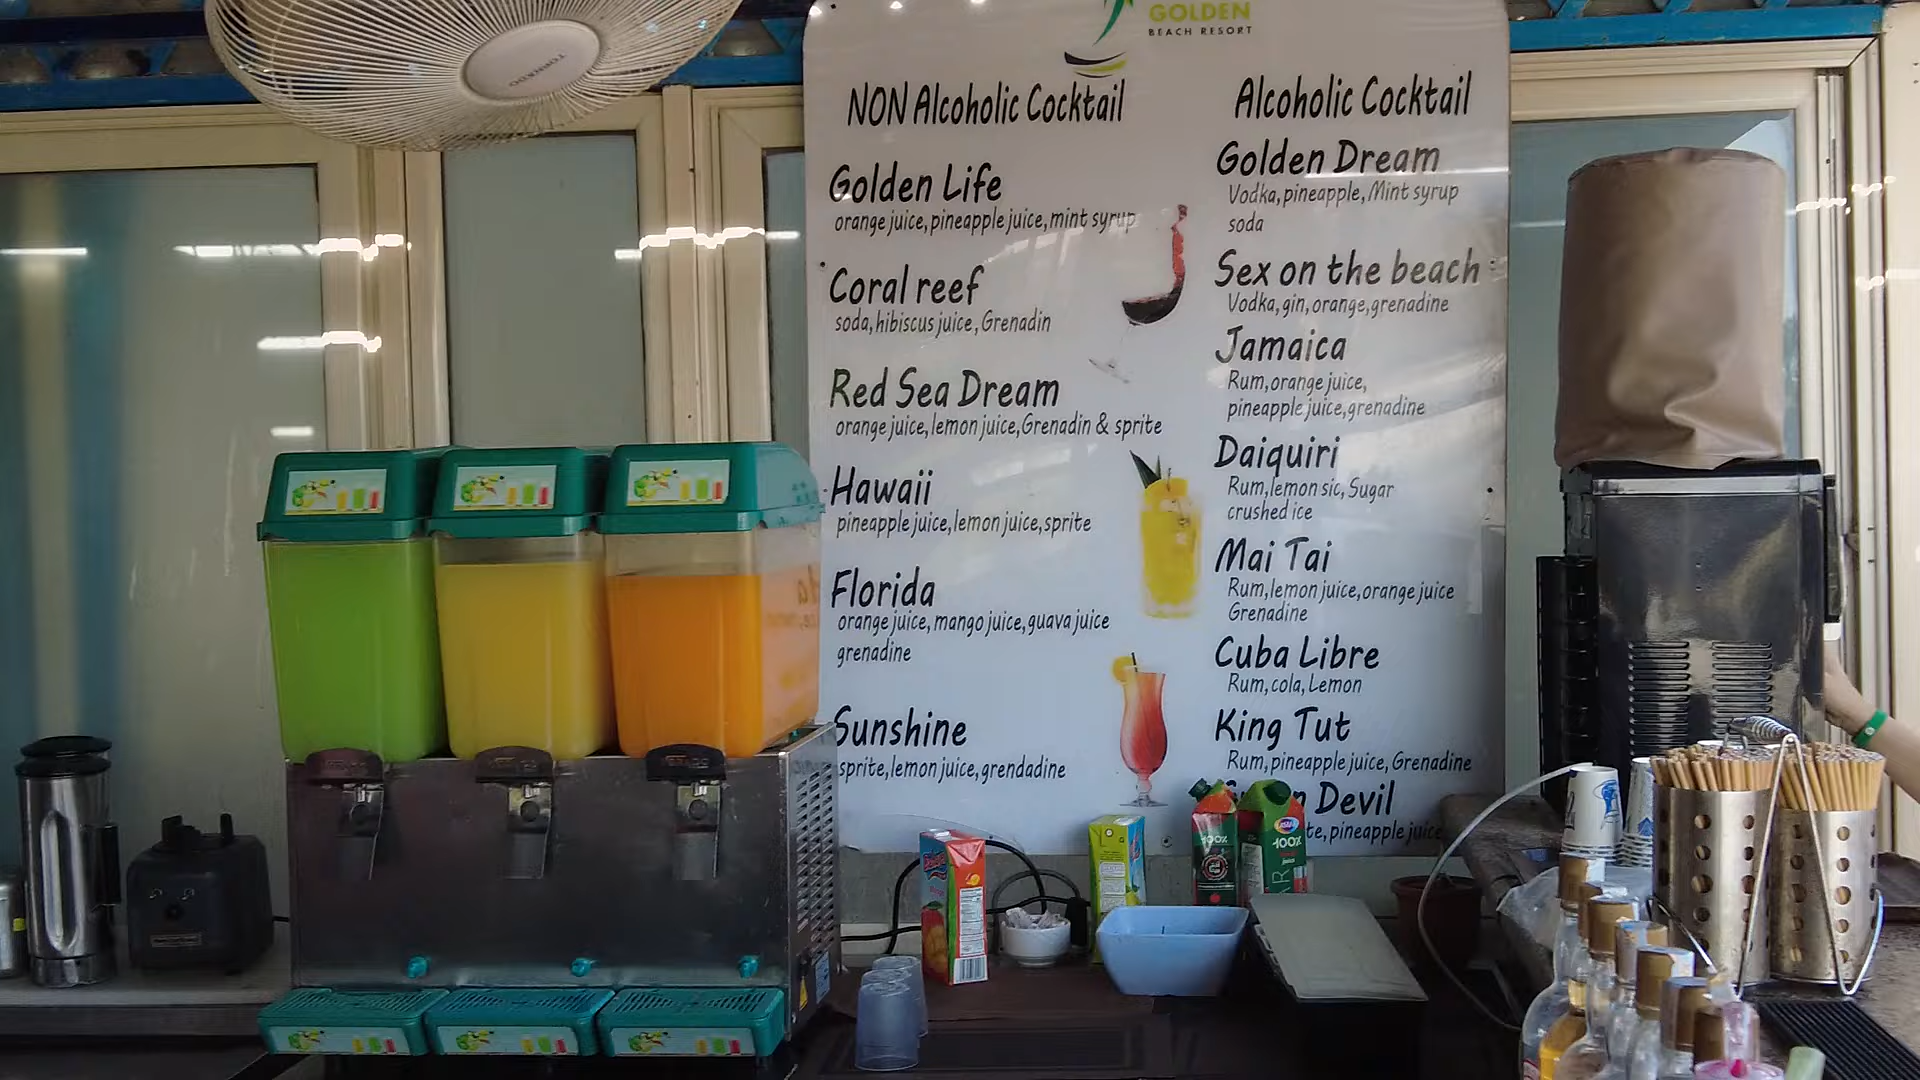 GOLDEN
BEACH RESORT
NON Alcoholic Cocktail
Golden Life
orange juice, pineapple juice, mint syrup
Coral reef
soda, hibiscus juice, Grenadin
Red Sea Dream
orange juice, lemon juice, Grenadin & sprite
Hawaii
pineapple juice, lemon juice, sprite
Florida
orange juice, mango juice, guava juice
grenadine
Sunshine
sprite, lemon juice, grendadine
Alcoholic Cocktail
Golden Dream
Vodka, pineapple, Mint syrup
soda
Sex on the beach
Vodka, gin, orange, grenadine
Jamaica
Rum, orange juice,
pineapple juice, grenadine
Daiquiri
Rum, lemon sic, Sugar
crushed ice
Mai Tai
Rum, lemon juice, orange juice
Grenadine
Cuba Libre
Rum, cola, Lemon
King Tut
Rum, pineapple juice, Grenadine
Devil
pineapple juice
TORNADO
100%
100%